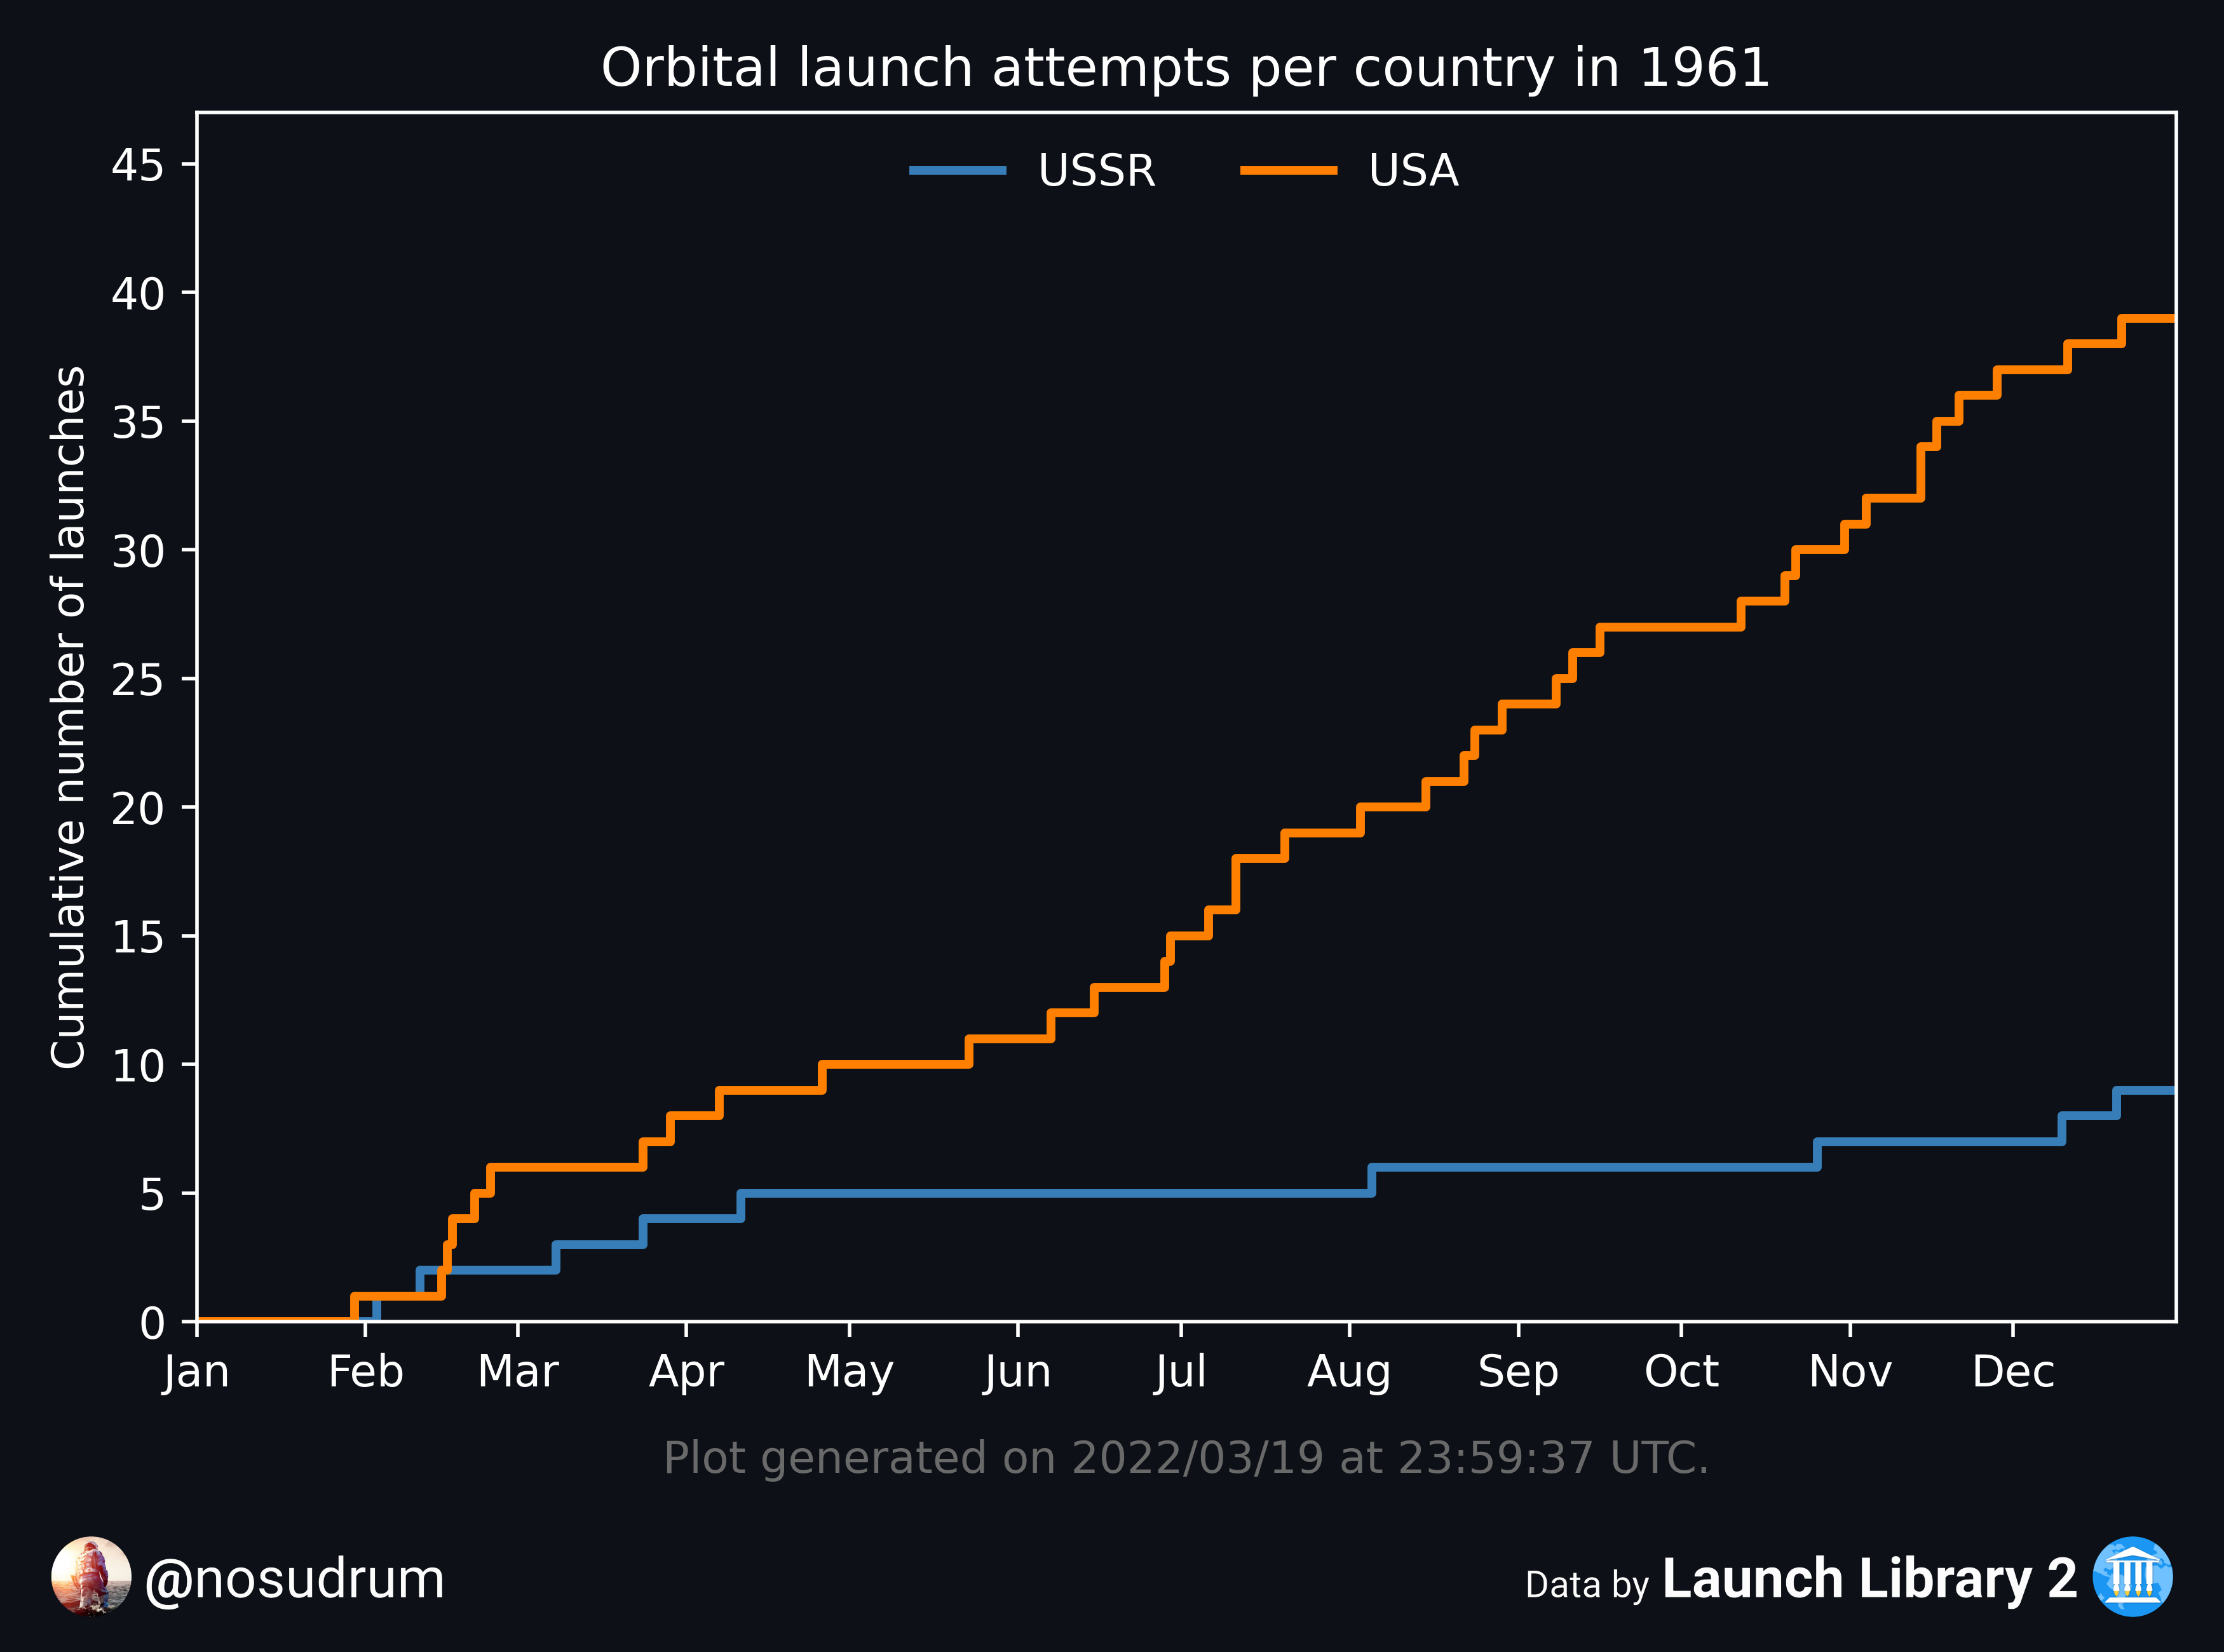 Orbital launch attempts per country in 1961
USSR USA
45
40
35
30
25
20
15
10
5
0
Cumulative number of launches
Jan Feb Mar Apr May Jun Jul Aug Sep Oct Nov Dec
Plot generated on 2022/03/19 at 23:59:37 UTC.
@nosudrum
Data by Launch Library 2